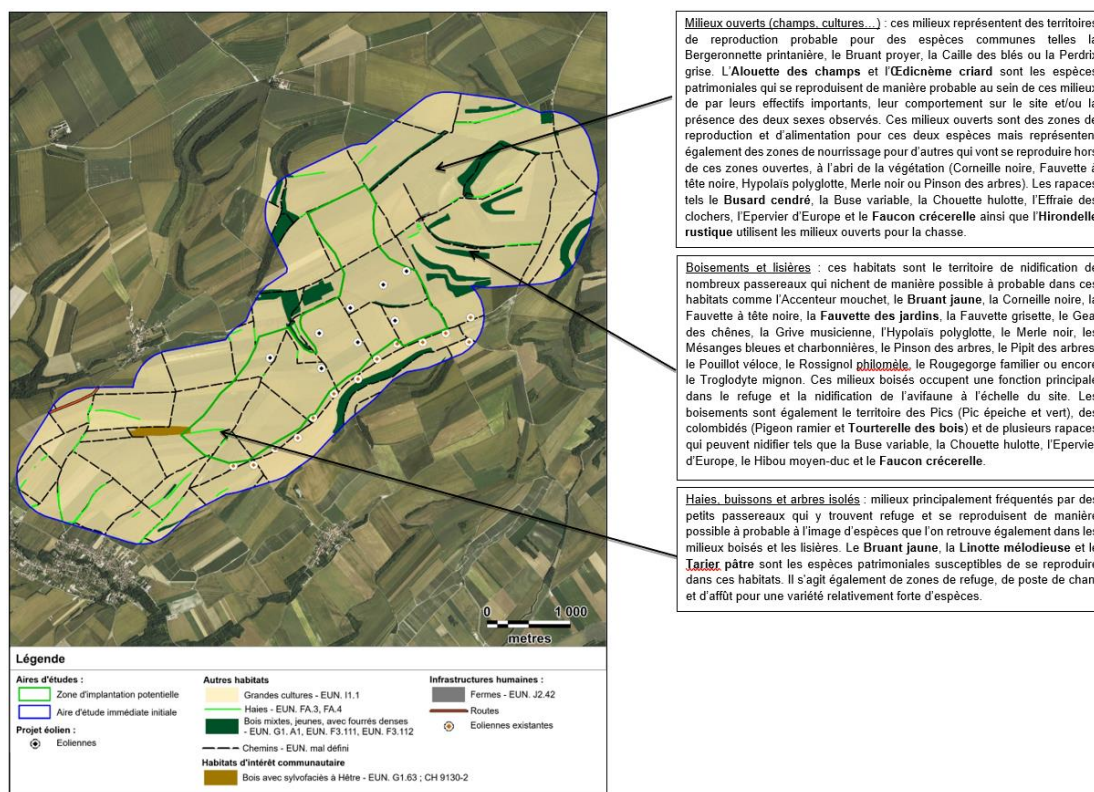 Milieux ouverts (champs, cultures…) : ces milieux représentent des territoires
de reproduction probable pour des espèces communes telles la
Bergeronnette printanière, le Bruant proyer, la Caille des blés ou la Perdrix
grise. L'Alouette des champs et l'Œdicnème criard sont les espèces
patrimoniales qui se reproduisent de manière probable au sein de ces milieux
de par leurs effectifs importants, leur comportement sur le site et/ou la
présence des deux sexes observés. Ces milieux ouverts sont des zones de
reproduction et d'alimentation pour ces deux espèces mais représenten
également des zones de nourrissage pour d'autres qui vont se reproduire hors
de ces zones ouvertes, à l'abri de la végétation (Corneille noire, Fauvette à
tête noire, Hypolaïs polyglotte, Merle noir ou Pinson des arbres). Les rapaces
tels le Busard cendré, la Buse variable, la Chouette hulotte, l'Effraie des
clochers, l'Epervier d'Europe et le Faucon crécerelle ainsi que l'Hirondelle
rustique utilisent les milieux ouverts pour la chasse.
Boisements et lisières : ces habitats sont le territoire de nidification de
nombreux passereaux qui nichent de manière possible à probable dans ces
habitats comme l'Accenteur mouchet, le Bruant jaune, la Corneille noire, la
Fauvette à tête noire, la Fauvette des jardins, la Fauvette grisette, le Gea
des chênes, la Grive musicienne, l'Hypolaïs polyglotte, le Merle noir, les
Mésanges bleues et charbonnières, le Pinson des arbres, le Pipit des arbres
le Pouillot véloce, le Rossignol philomèle, le Rougegorge familier ou encore
le Troglodyte mignon. Ces milieux boisés occupent une fonction principale
dans le refuge et la nidification de l'avifaune à l'échelle du site. Les
boisements sont également le territoire des Pics (Pic épeiche et vert), des
colombidés (Pigeon ramier et Tourterelle des bois) et de plusieurs rapaces
qui peuvent nidifier tels que la Buse variable, la Chouette hulotte, l'Epervier
d'Europe, le Hibou moyen-duc et le Faucon crécerelle.
Haies, buissons et arbres isolés : milieux principalement fréquentés par des
petits passereaux qui y trouvent refuge et se reproduisent de manière
possible à probable à l'image d'espèces que l'on retrouve également dans les
milieux boisés et les lisières. Le Bruant jaune, la Linotte mélodieuse et le
Tarier pâtre sont les espèces patrimoniales susceptibles de se reproduire
dans ces habitats. Il s'agit également de zones de refuge, de poste de chan
et d'affût pour une variété relativement forte d'espèces.
0 1 000
metres
Légende
Aires d'études :
Zone d'implantation potentielle
Aire d'étude immédiate initiale
Projet éolien :
Eoliennes
Autres habitats
Grandes cultures - EUN. I1.1
Haies - EUN. FA.3, FA.4
Bois mixtes, jeunes, avec fourrés denses
- EUN. G1. A1, EUN. F3.111, EUN. F3.112
Chemins - EUN. mal défini
Habitats d'intérêt communautaire
Bois avec sylvofaciès à Hêtre - EUN. G1.63 ; CH 9130-2
Infrastructures humaines :
Fermes - EUN. J2.42
Routes
Eoliennes existantes